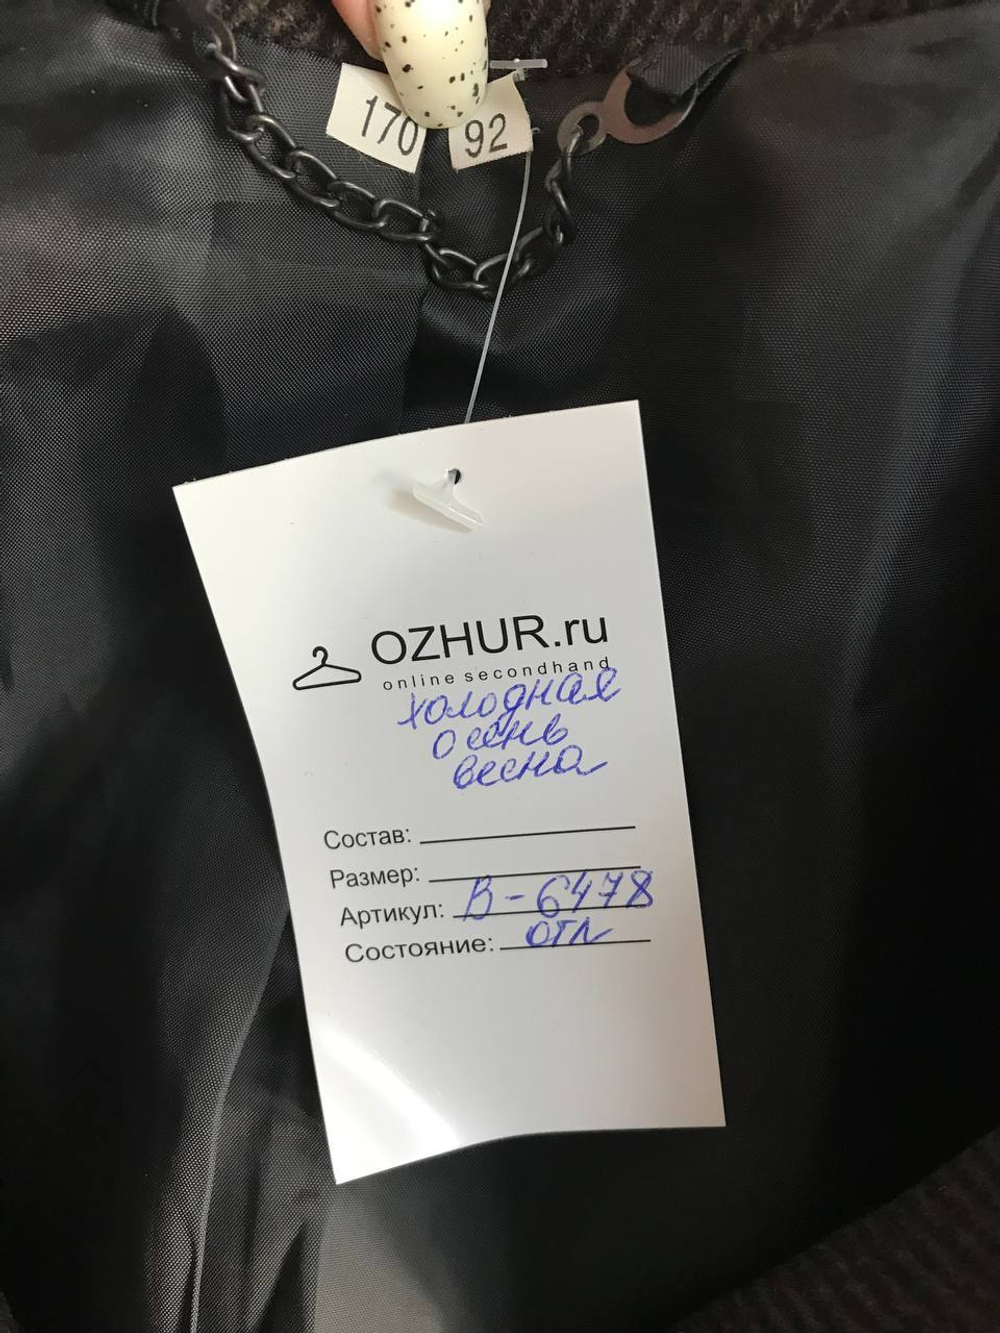 170 92
OZHUR.ru
online secondhand
холодная
осень
весна
Состав:
Размер:
Артикул: В-6478
Состояние: отл